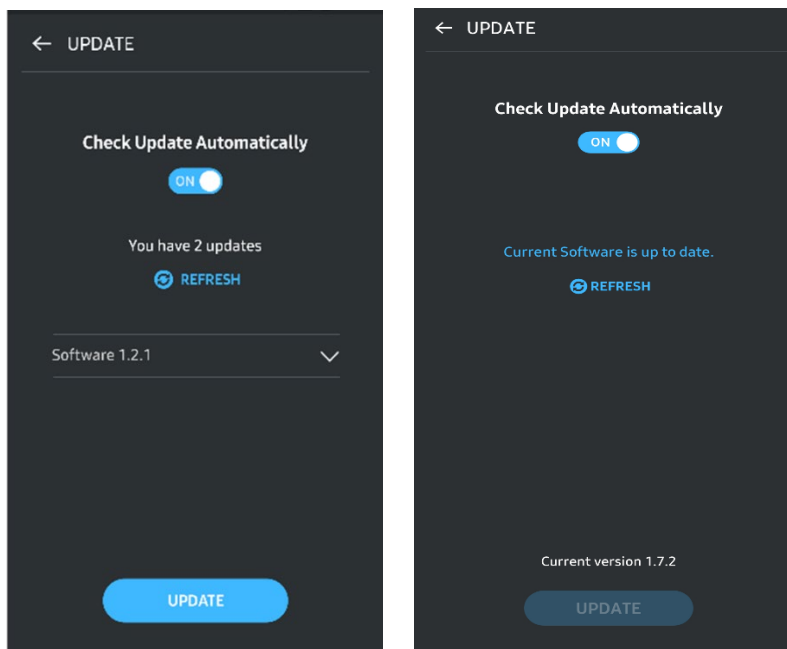 UPDATE
Check Update Automatically
ON
You have 2 updates
REFRESH
Software 1.2.1
UPDATE
UPDATE
Check Update Automatically
ON
Current Software is up to date.
REFRESH
Current version 1.7.2
UPDATE